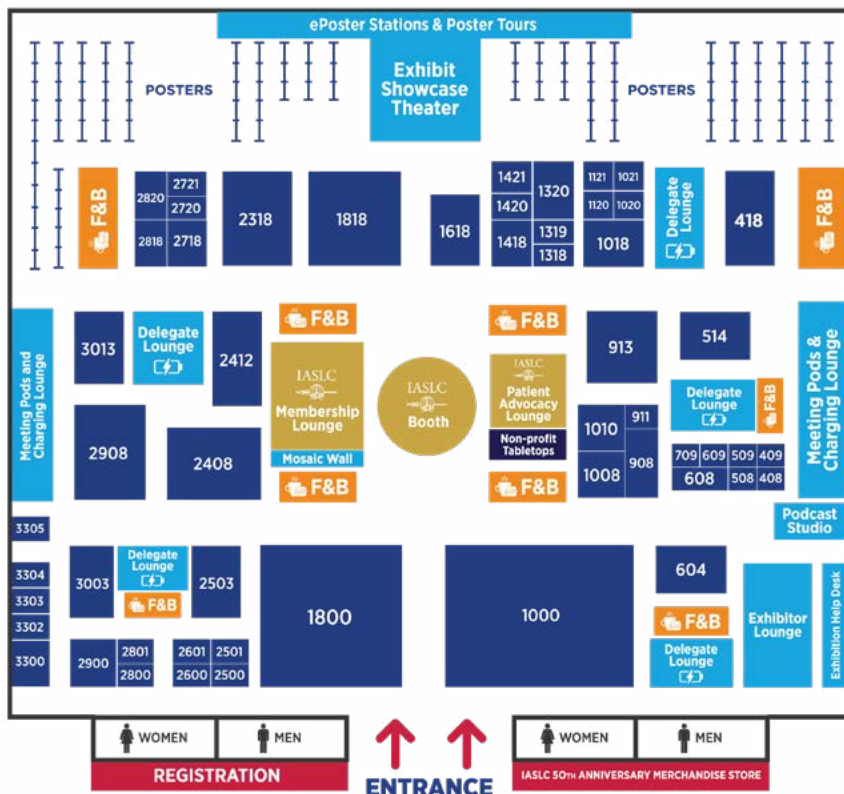 ePoster Stations & Poster Tours
POSTERS
Exhibit
Showcase
Theater
POSTERS
F&B
2820
2721
2720
2818
2718
2318
1818
1618
1421
1420
1418
1320
1319
1318
1121
1021
1120
1020
1018
Delegate
Lounge
418
F&B
Meeting Pods and
Charging Lounge
3013
Delegate
Lounge
2412
F&B
IASLC
Membership
Lounge
Mosaic Wall
F&B
IASLC
Booth
F&B
IASLC
Patient
Advocacy
Lounge
Non-profit
Tabletops
F&B
913
514
Delegate
Lounge
F&B
Meeting Pods &
Charging Lounge
2908
2408
1010
911
1008
908
709
609
509
409
608
508
408
Podcast
Studio
3305
3304
3303
3302
3300
3003
Delegate
Lounge
F&B
2503
2900
2801
2800
2601
2501
2600
2500
1800
1000
604
F&B
Delegate
Lounge
Exhibitor
Lounge
Exhibition Help Desk
WOMEN
MEN
REGISTRATION
ENTRANCE
WOMEN
MEN
IASLC 50TH ANNIVERSARY MERCHANDISE STORE